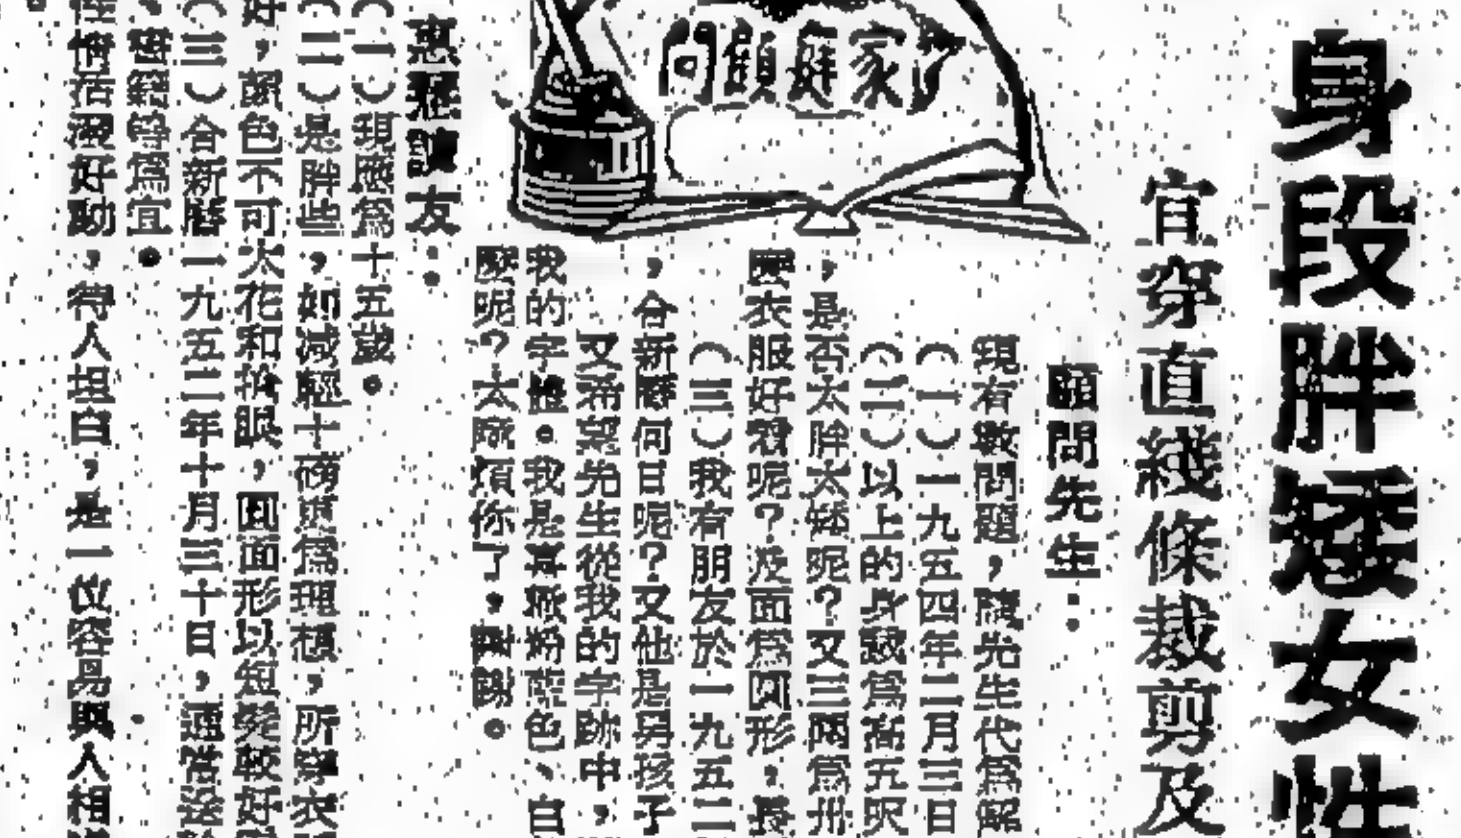 身段胖矮女性
宜穿直綫條裁剪及
家庭顧問
顧問先生：
現有數問題，請先生代爲解
（一）一九五四年二月三日
（二）以上的身段爲高五呎
，是否太胖太矮呢？又三兩爲州
麽衣服好看呢？及面爲圓形，長
（三）我有朋友於一九五二
，合新曆何日呢？又他是男孩子
又希望先生從我的字跡中，
我的字體。我是喜歡粉藍色、白
麽呢？太麻煩你了，謝謝。
惠雅讀友：
（一）現應爲十五歲。
（二）是胖些，如減輕十磅與爲理想，所穿衣
好，顏色不可太花和搶眼，圓面形以短髮較好
（三）合新曆一九五二年十月三十日，
等爲宜。
性情活潑好動，待人坦白，是一位容易與人相